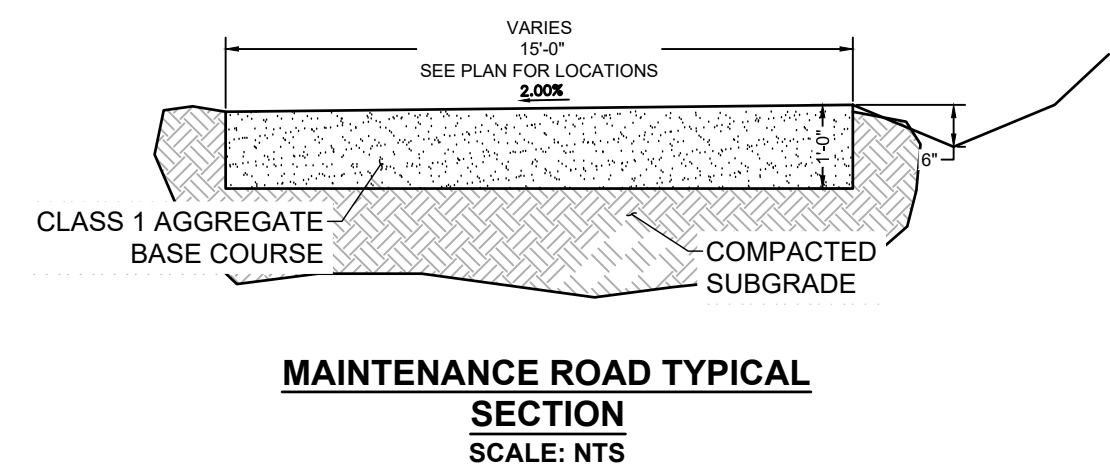 VARIES
15'-0"
SEE PLAN FOR LOCATIONS
2.00%
1'-0"
6"
CLASS 1 AGGREGATE
BASE COURSE
COMPACTED
SUBGRADE
MAINTENANCE ROAD TYPICAL
SECTION
SCALE: NTS